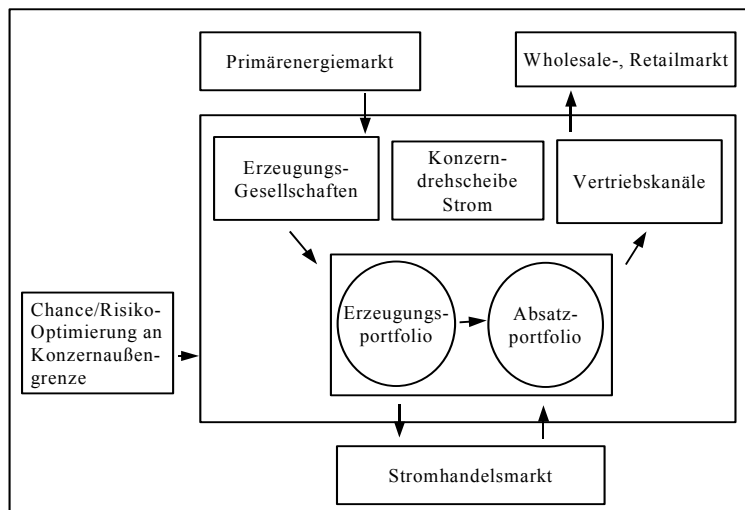 Primärenergiemarkt
Wholesale-, Retailmarkt
Erzeugungs-
Gesellschaften
Konzern-
drehscheibe
Strom
Vertriebskanäle
Chance/Risiko-
Optimierung an
Konzernaußen-
grenze
Erzeugungs-
portfolio
Absatz-
portfolio
Stromhandelsmarkt